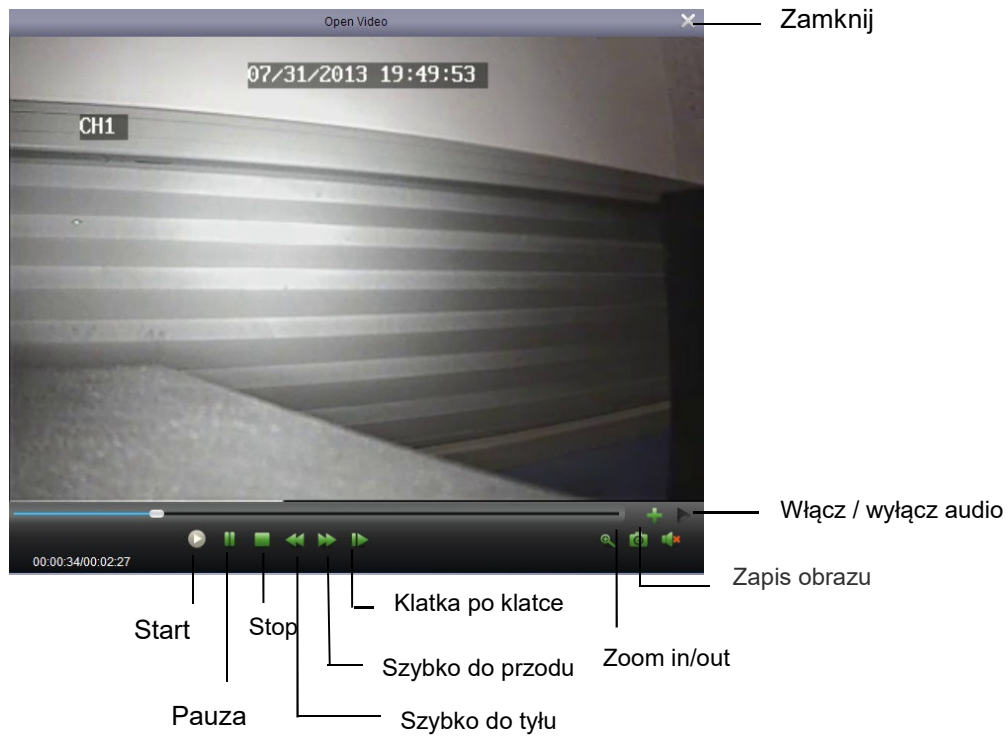 Open Video
Zamknij
07/31/2013 19:49:53
CH1
Włącz / wyłącz audio
00:00:34/00:02:27
Zapis obrazu
Klatka po klatce
Start
Stop
Zoom in/out
Szybko do przodu
Pauza
Szybko do tyłu